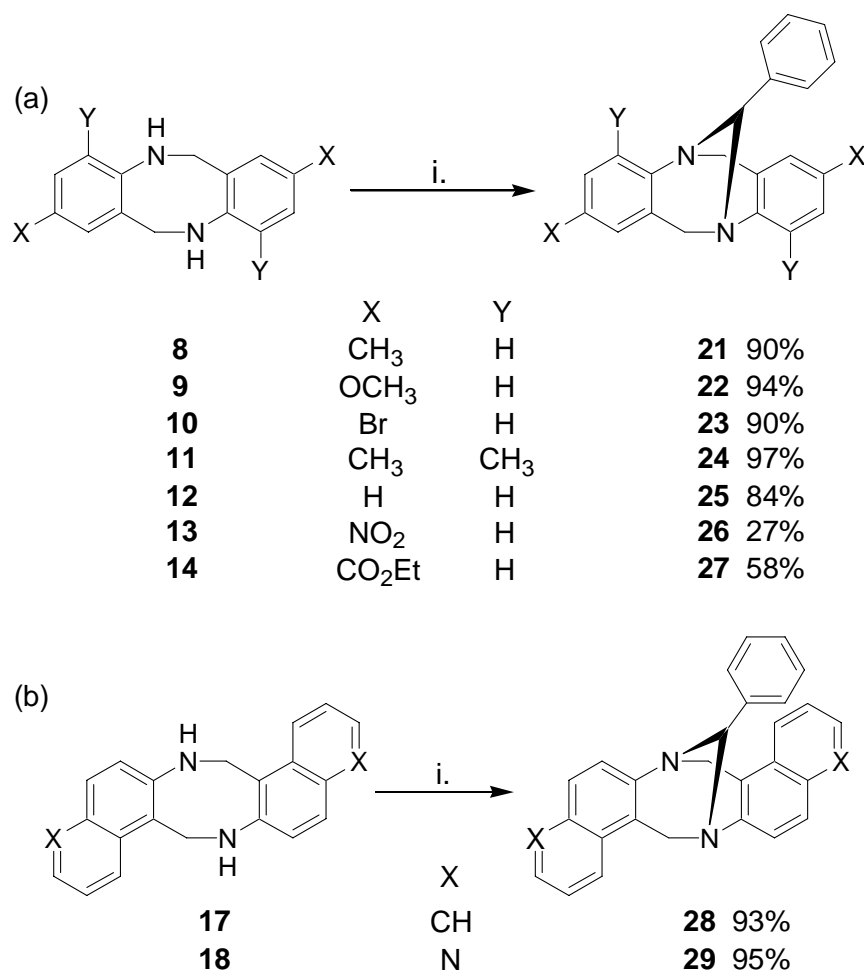 (a)
Y H N X i. X N H Y
Y N X X N Y
X Y
8 CH3 H 21 90%
9 OCH3 H 22 94%
10 Br H 23 90%
11 CH3 CH3 24 97%
12 H H 25 84%
13 NO2 H 26 27%
14 CO2Et H 27 58%
(b)
H N X i. X N H
N X X N
X
17 CH 28 93%
18 N 29 95%